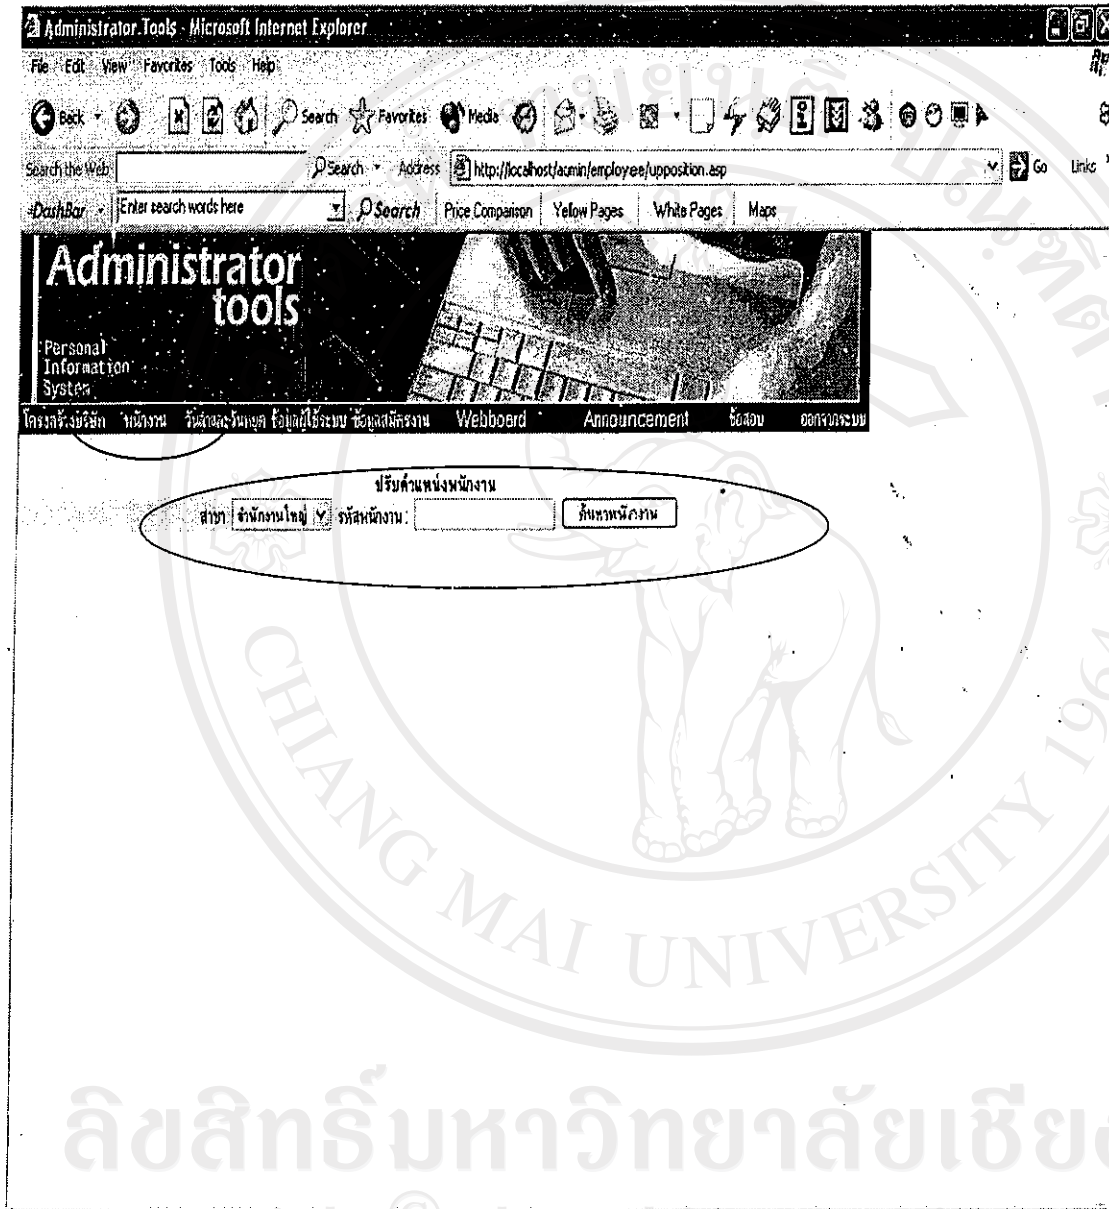 Administrator Tools - Microsoft Internet Explorer
File Edit View Favorites Tools Help
Back Search Favorites Media
Search the Web Search Address http://localhost/admin/employee/upposition.asp Go Links
DashBar Enter search words here Search Price Comparison Yellow Pages White Pages Maps
Administrator
tools
Personal
Information
System
โครงสร้างบริษัท พนักงาน วันลาและวันหยุด ข้อมูลผู้ใช้ระบบ ข้อมูลสมัครงาน Webboard Announcement ข้อสอบ ออกจากระบบ
ปรับตำแหน่งพนักงาน
สาขา สำนักงานใหญ่ รหัสพนักงาน: ค้นหาพนักงาน
CHIANG MAI UNIVERSITY 1964
ลิขสิทธิ์มหาวิทยาลัยเชียง